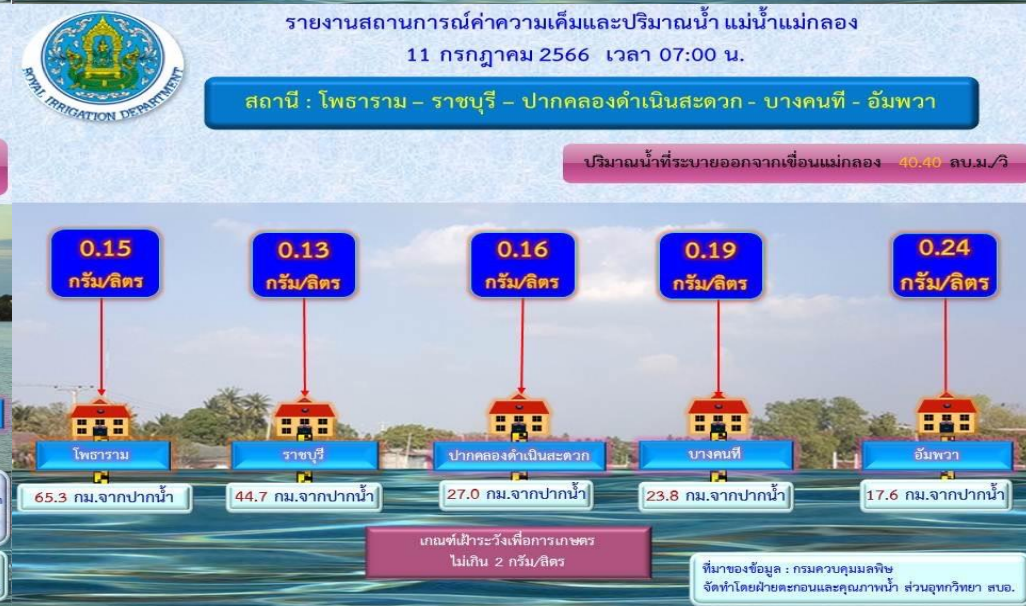 รายงานสถานการณ์ค่าความเค็มและปริมาณน้ำ แม่น้ำแม่กลอง
11 กรกฎาคม 2566 เวลา 07:00 น.
ROYAL IRRIGATION DEPARTMENT
สถานี : โพธาราม – ราชบุรี – ปากคลองดำเนินสะดวก - บางคนที - อัมพวา
ปริมาณน้ำที่ระบายออกจากเขื่อนแม่กลอง 40.40 ลบ.ม./วิ
0.15 0.13 0.16 0.19 0.24
กรัม/ลิตร กรัม/ลิตร กรัม/ลิตร กรัม/ลิตร กรัม/ลิตร
โพธาราม ราชบุรี ปากคลองดำเนินสะดวก บางคนที อัมพวา
65.3 กม.จากปากน้ำ 44.7 กม.จากปากน้ำ 27.0 กม.จากปากน้ำ 23.8 กม.จากปากน้ำ 17.6 กม.จากปากน้ำ
เกณฑ์เฝ้าระวังเพื่อการเกษตร
ไม่เกิน 2 กรัม/ลิตร
ที่มาของข้อมูล : กรมควบคุมมลพิษ
จัดทำโดยฝ่ายตะกอนและคุณภาพน้ำ ส่วนอุทกวิทยา สบอ.